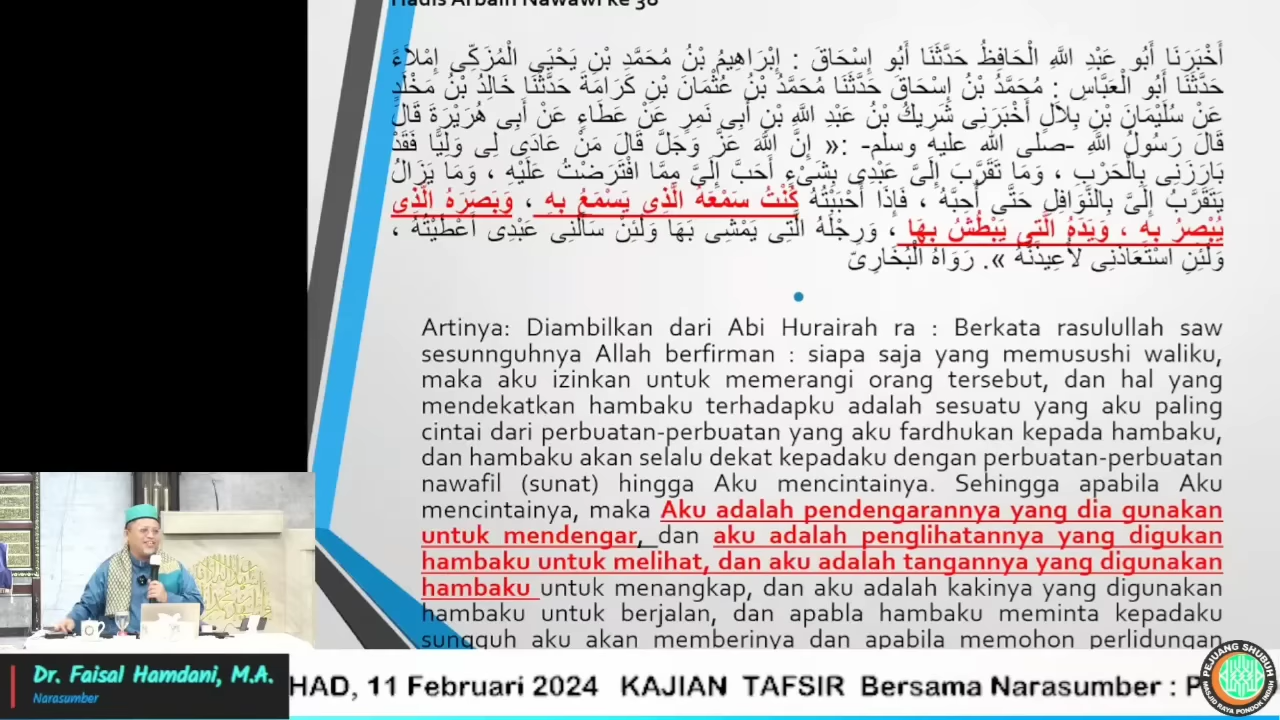 Hadis Arbain Nawawi ke 38
أَخْبَرَنَا أَبُو عَبْدِ اللَّهِ الْحَافِظُ حَدَّثَنَا أَبُو إِسْحَاقَ : إِبْرَاهِيمُ بْنُ مُحَمَّدِ بْنِ يَحْيَى الْمُزَكِّى إِمْلاَءً
حَدَّثَنَا أَبُو الْعَبَّاسِ : مُحَمَّدُ بْنُ إِسْحَاقَ حَدَّثَنَا مُحَمَّدُ بْنُ عُثْمَانَ بْنِ كَرَامَةَ حَدَّثَنَا خَالِدُ بْنُ مَخْلَدٍ
عَنْ سُلَيْمَانَ بْنِ بِلاَلٍ أَخْبَرَنِى شَرِيكُ بْنُ عَبْدِ اللَّهِ بْنِ أَبِى نَمِرٍ عَنْ عَطَاءٍ عَنْ أَبِى هُرَيْرَةَ قَالَ
قَالَ رَسُولُ اللَّهِ -صلى الله عليه وسلم- :« إِنَّ اللَّهَ عَزَّ وَجَلَّ قَالَ مَنْ عَادَى لِى وَلِيًّا فَقَدْ
بَارَزَنِى بِالْحَرْبِ ، وَمَا تَقَرَّبَ إِلَىَّ عَبْدِى بِشَىْءٍ أَحَبَّ إِلَىَّ مِمَّا افْتَرَضْتُ عَلَيْهِ ، وَمَا يَزَالُ
يَتَقَرَّبُ إِلَىَّ بِالنَّوَافِلِ حَتَّى أُحِبَّهُ ، فَإِذَا أَحْبَبْتُهُ كُنْتُ سَمْعَهُ الَّذِى يَسْمَعُ بِهِ ، وَبَصَرَهُ الَّذِى
يُبْصِرُ بِهِ ، وَيَدَهُ الَّتِى يَبْطُشُ بِهَا ، وَرِجْلَهُ الَّتِى يَمْشِى بَهَا وَلَئِنْ سَأَلَنِى عَبْدِى أَعْطَيْتُهُ ،
وَلَئِنِ اسْتَعَاذَنِى لأُعِيذَنَّهُ ». رَوَاهُ الْبُخَارِىّ
Artinya: Diambilkan dari Abi Hurairah ra : Berkata rasulullah saw
sesunnguhnya Allah berfirman : siapa saja yang memusushi waliku,
maka aku izinkan untuk memerangi orang tersebut, dan hal yang
mendekatkan hambaku terhadapku adalah sesuatu yang aku paling
cintai dari perbuatan-perbuatan yang aku fardhukan kepada hambaku,
dan hambaku akan selalu dekat kepadaku dengan perbuatan-perbuatan
nawafil (sunat) hingga Aku mencintainya. Sehingga apabila Aku
mencintainya, maka Aku adalah pendengarannya yang dia gunakan
untuk mendengar, dan aku adalah penglihatannya yang digukan
hambaku untuk melihat, dan aku adalah tangannya yang digunakan
hambaku untuk menangkap, dan aku adalah kakinya yang digunakan
hambaku untuk berjalan, dan apabla hambaku meminta kepadaku
sungguh aku akan memberinya dan apabila memohon perlidungan
Dr. Faisal Hamdani, M.A.
Narasumber
HAD, 11 Februari 2024 KAJIAN TAFSIR Bersama Narasumber : P
PEJUANG SHUBUH
MASJID RAYA PONDOK INDAH